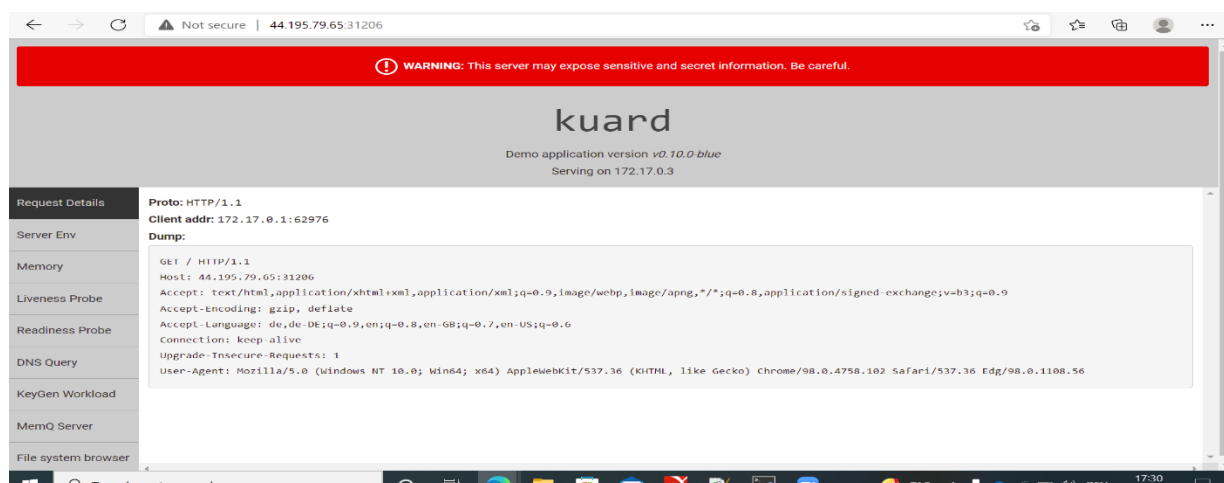 Not secure | 44.195.79.65:31206
WARNING: This server may expose sensitive and secret information. Be careful.
kuard
Demo application version v0.10.0-blue
Serving on 172.17.0.3
Request Details
Server Env
Memory
Liveness Probe
Readiness Probe
DNS Query
KeyGen Workload
MemQ Server
File system browser
Proto: HTTP/1.1
Client addr: 172.17.0.1:62976
Dump:
GET / HTTP/1.1
Host: 44.195.79.65:31206
Accept: text/html,application/xhtml+xml,application/xml;q=0.9,image/webp,image/apng,*/*;q=0.8,application/signed-exchange;v=b3;q=0.9
Accept-Encoding: gzip, deflate
Accept-Language: de,de-DE;q=0.9,en;q=0.8,en-GB;q=0.7,en-US;q=0.6
Connection: keep-alive
Upgrade-Insecure-Requests: 1
User-Agent: Mozilla/5.0 (Windows NT 10.0; Win64; x64) AppleWebKit/537.36 (KHTML, like Gecko) Chrome/98.0.4758.102 Safari/537.36 Edg/98.0.1108.56
17:30